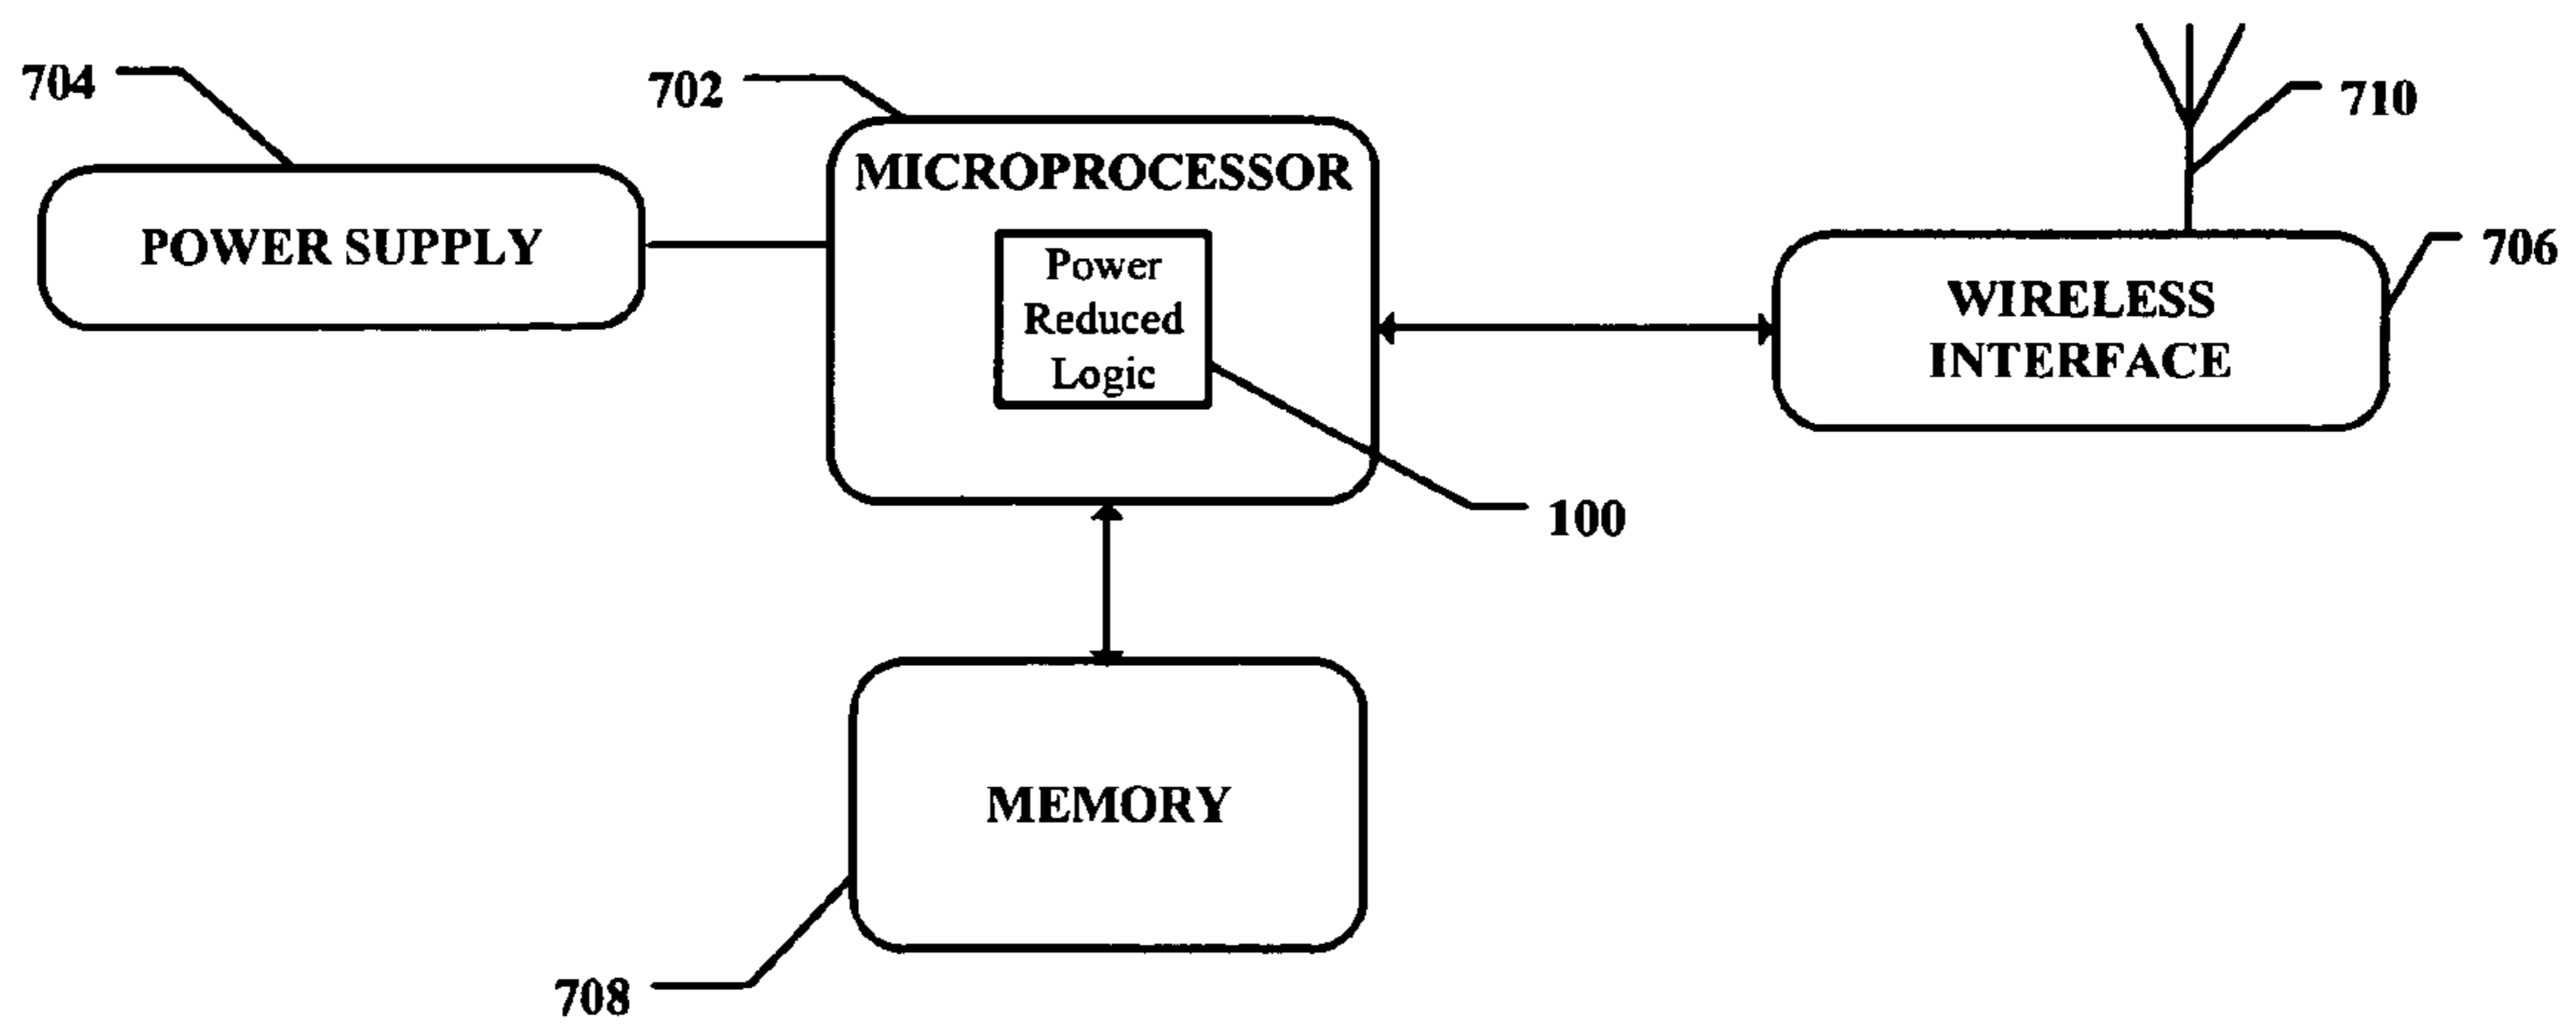 704
702
710
MICROPROCESSOR
POWER SUPPLY
706
Power
Reduced
Logic
WIRELESS
INTERFACE
100
MEMORY
708